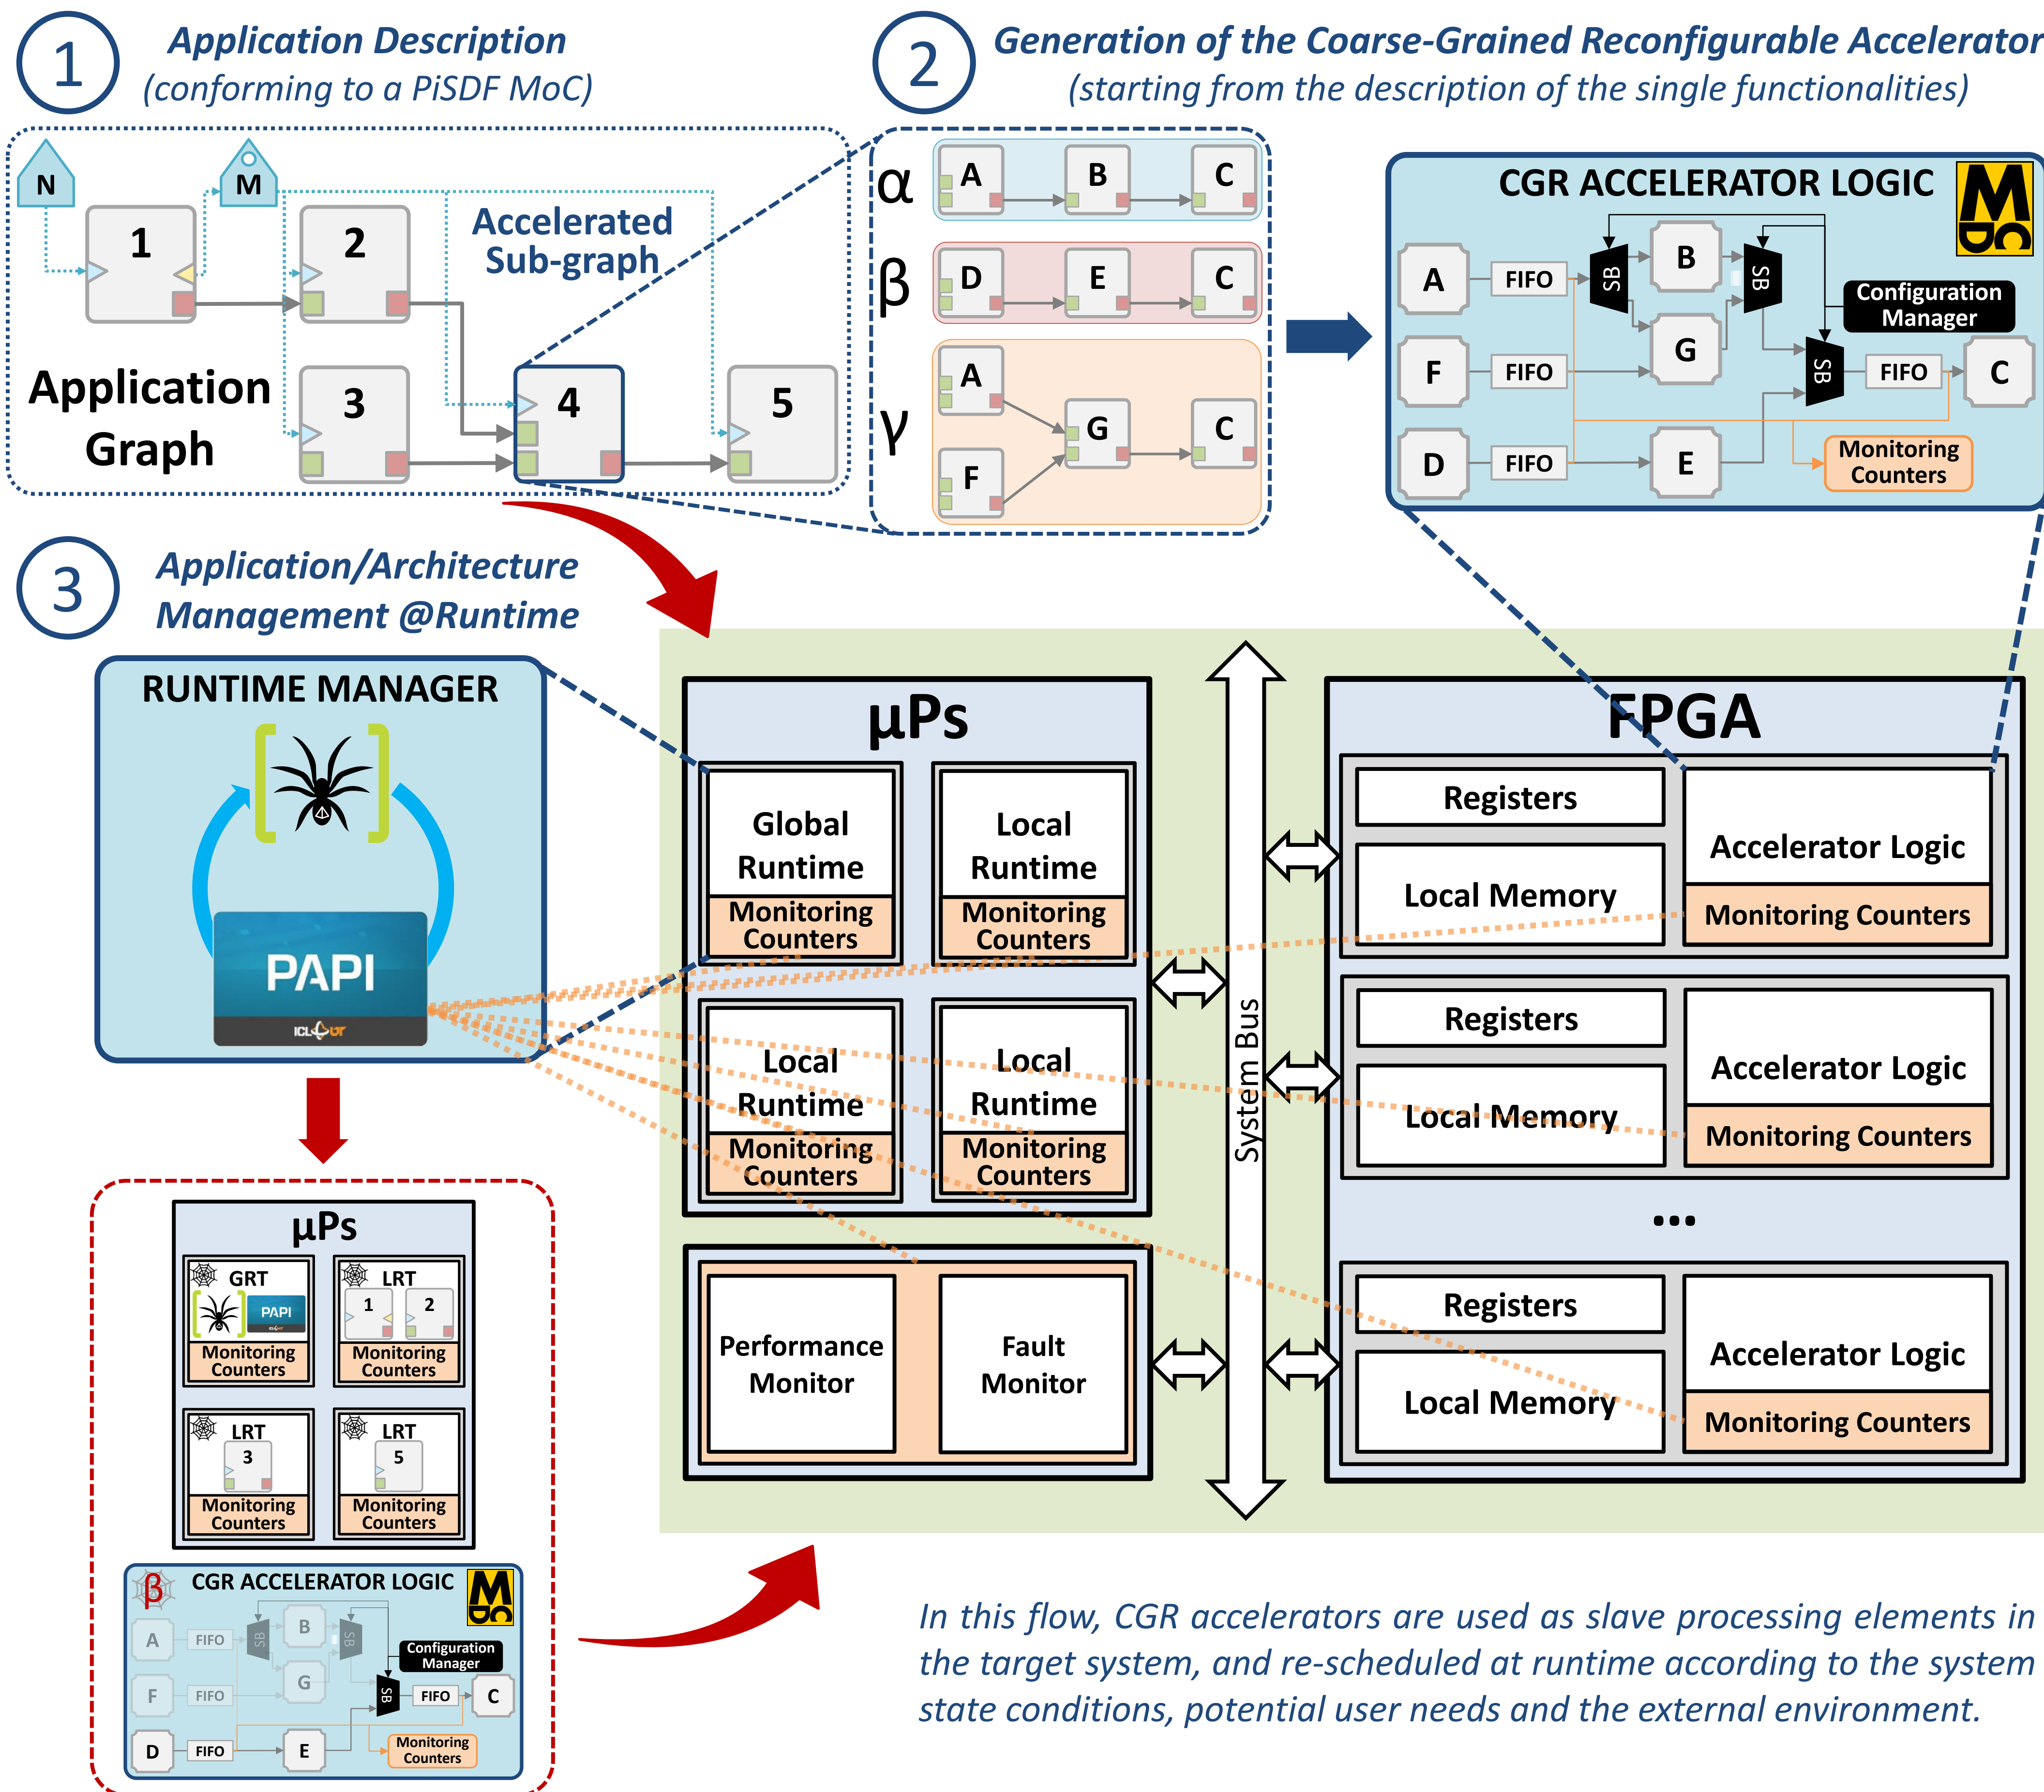 1
Application Description
(conforming to a PiSDF MoC)
N
M
1
2
Accelerated
Sub-graph
Application
Graph
3
4
5
2
Generation of the Coarse-Grained Reconfigurable Accelerator
(starting from the description of the single functionalities)
α
A
B
C
β
D
E
C
γ
A
F
G
C
CGR ACCELERATOR LOGIC
MDC
A
FIFO
SB
B
SB
Configuration
Manager
F
FIFO
G
SB
FIFO
C
D
FIFO
E
Monitoring
Counters
3
Application/Architecture
Management @Runtime
RUNTIME MANAGER
PAPI
ICL UT
µPs
Global
Runtime
Monitoring
Counters
Local
Runtime
Monitoring
Counters
Local
Runtime
Monitoring
Counters
Local
Runtime
Monitoring
Counters
Performance
Monitor
Fault
Monitor
System Bus
FPGA
Registers
Local Memory
Accelerator Logic
Monitoring Counters
Registers
Local Memory
Accelerator Logic
Monitoring Counters
...
Registers
Local Memory
Accelerator Logic
Monitoring Counters
µPs
GRT
PAPI
Monitoring
Counters
LRT
1
2
Monitoring
Counters
LRT
3
Monitoring
Counters
LRT
5
Monitoring
Counters
β
CGR ACCELERATOR LOGIC
MDC
A
FIFO
SB
B
SB
Configuration
Manager
F
FIFO
G
SB
FIFO
C
D
FIFO
E
Monitoring
Counters
In this flow, CGR accelerators are used as slave processing elements in
the target system, and re-scheduled at runtime according to the system
state conditions, potential user needs and the external environment.